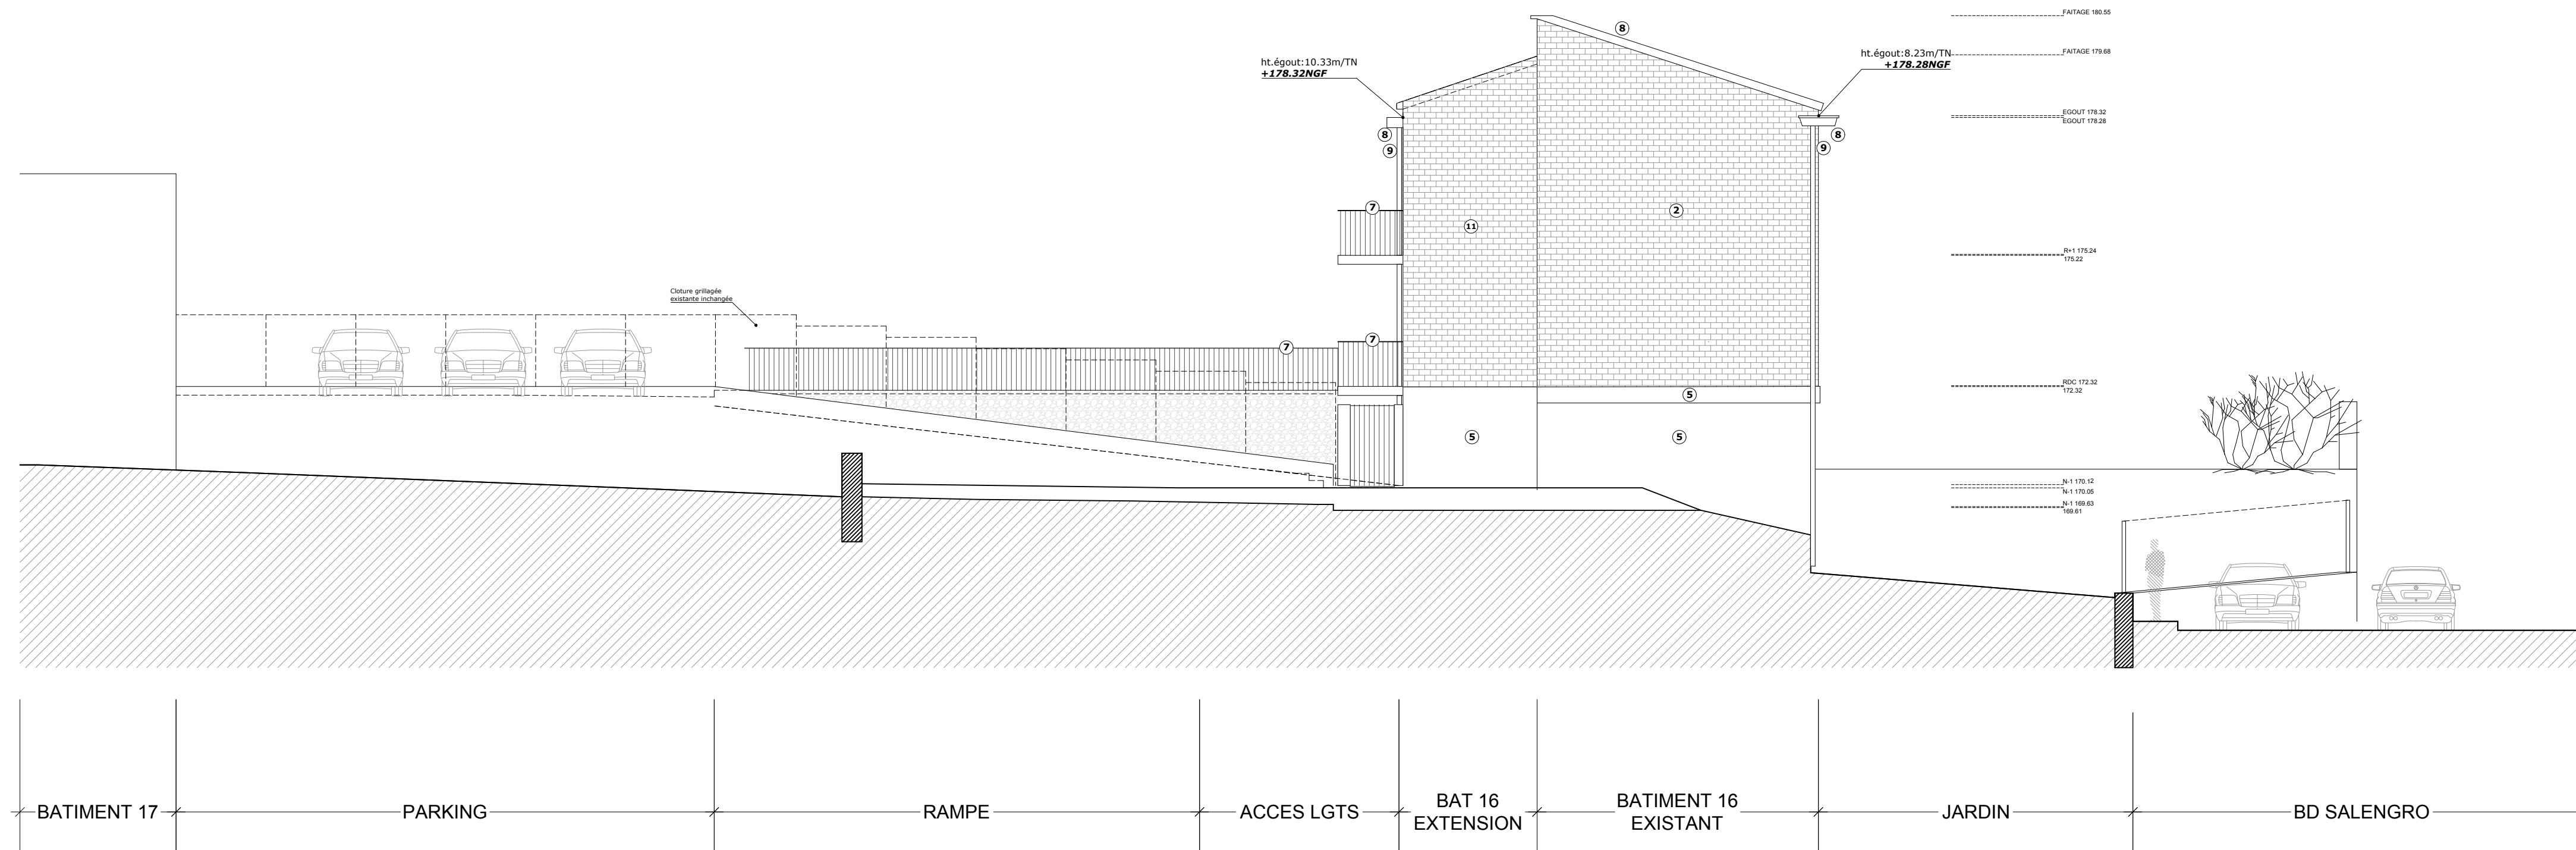 FAITAGE 180.55
FAITAGE 179.68
8
ht.égout:10.33m/TN
+178.32NGF
ht.égout:8.23m/TN
+178.28NGF
EGOUT 178.32
EGOUT 178.28
8
9
8
9
7
11
2
R+1 175.24
175.22
Cloture grillagée
existante inchangée
7
7
RDC 172.32
172.32
5
5
5
N-1 170.12
N-1 170.05
N-1 169.63
169.61
BATIMENT 17
PARKING
RAMPE
ACCES LGTS
BAT 16
EXTENSION
BATIMENT 16
EXISTANT
JARDIN
BD SALENGRO